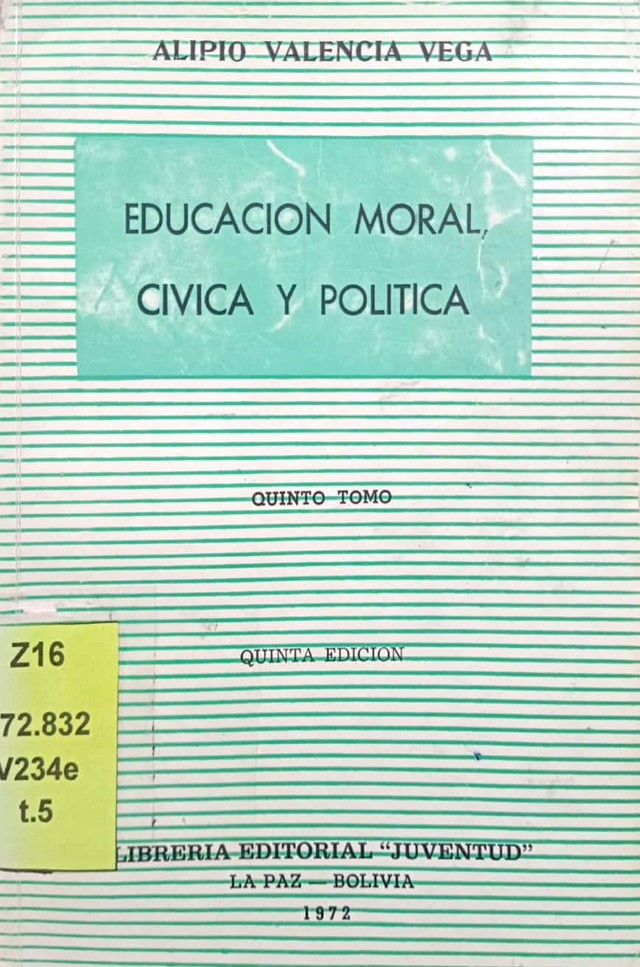 ALIPIO VALENCIA VEGA
EDUCACION MORAL,
CIVICA Y POLITICA
QUINTO TOMO
QUINTA EDICION
Z16
72.832
V234e
t.5
LIBRERIA EDITORIAL "JUVENTUD"
LA PAZ — BOLIVIA
1972